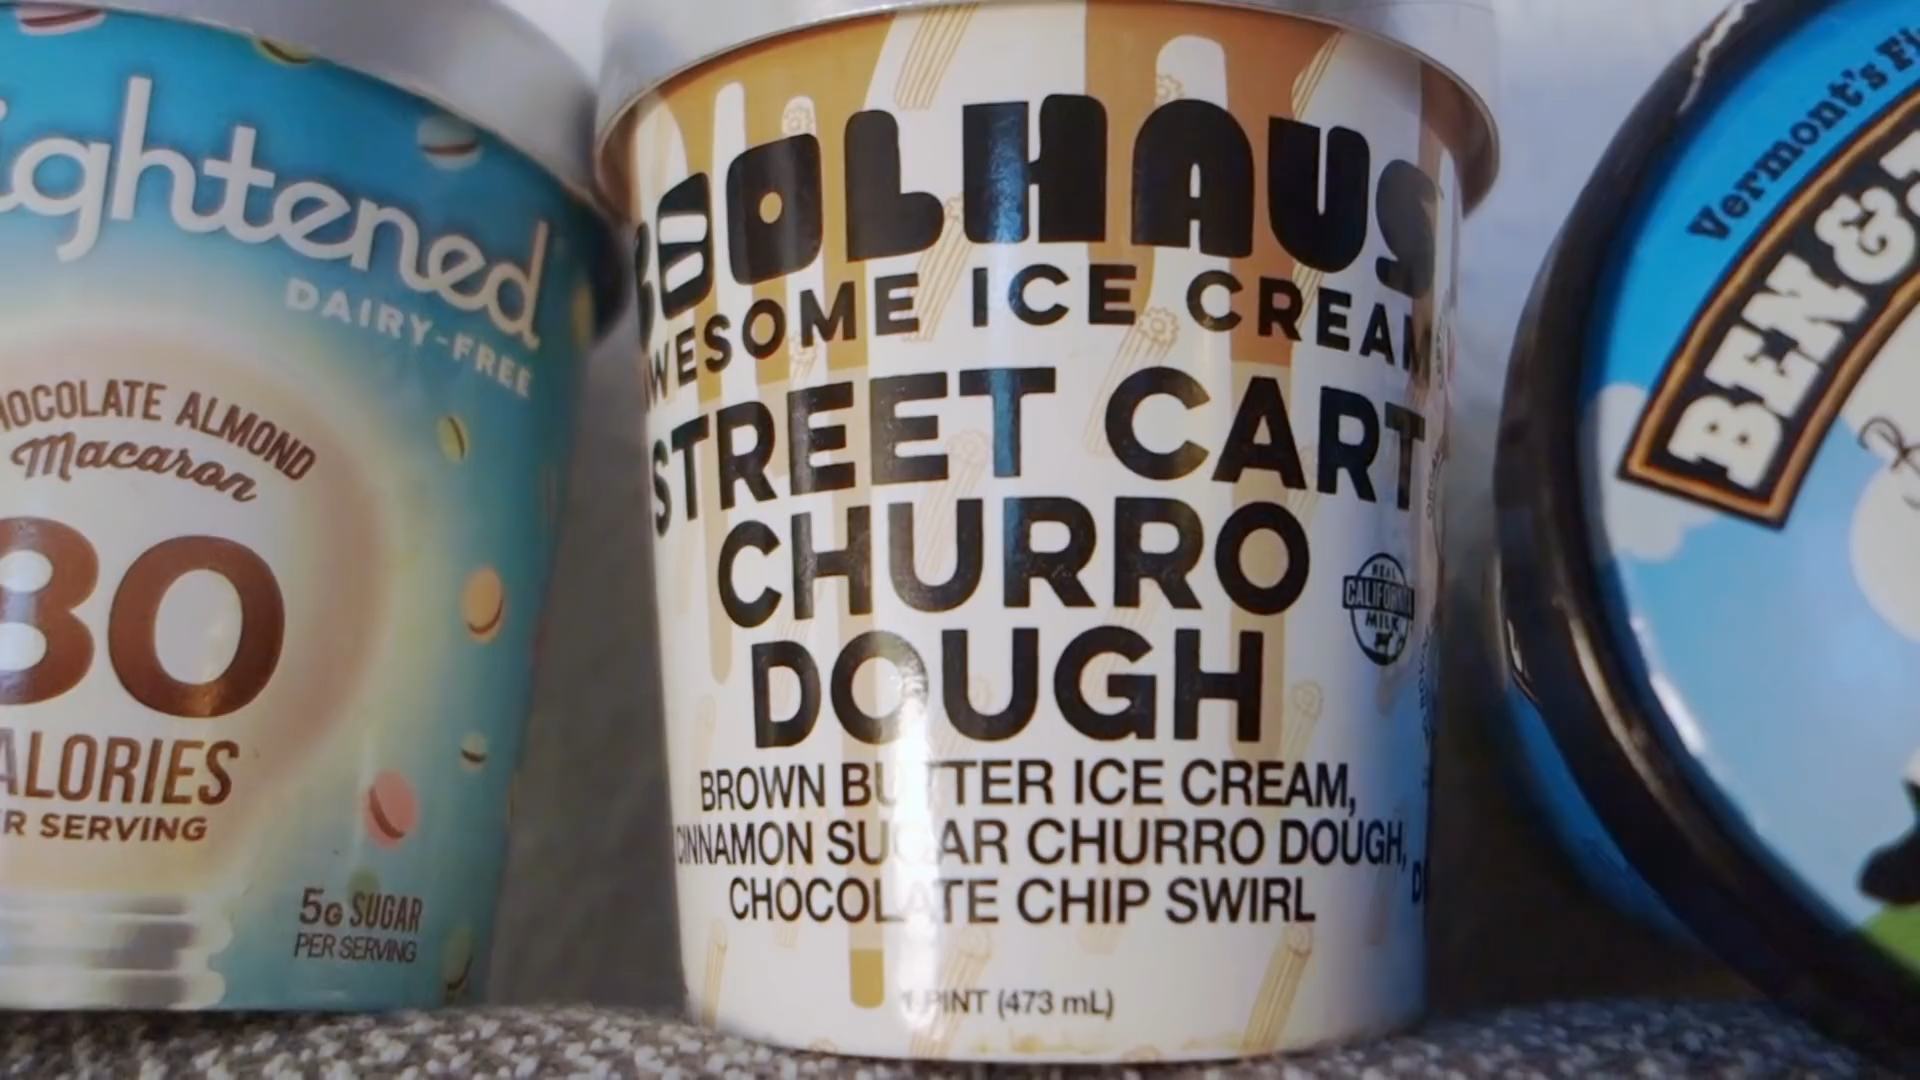 ightened
DAIRY-FREE
HOCOLATE ALMOND
Macaron
80
ALORIES
R SERVING
5G SUGAR
PER SERVING
COOLHAUS
WESOME ICE CREAM
STREET CART
CHURRO
DOUGH
REAL
CALIFORNIA
MILK
BROWN BUTTER ICE CREAM,
CINNAMON SUGAR CHURRO DOUGH,
CHOCOLATE CHIP SWIRL
1 PINT (473 mL)
Vermont's Fi
BEN &